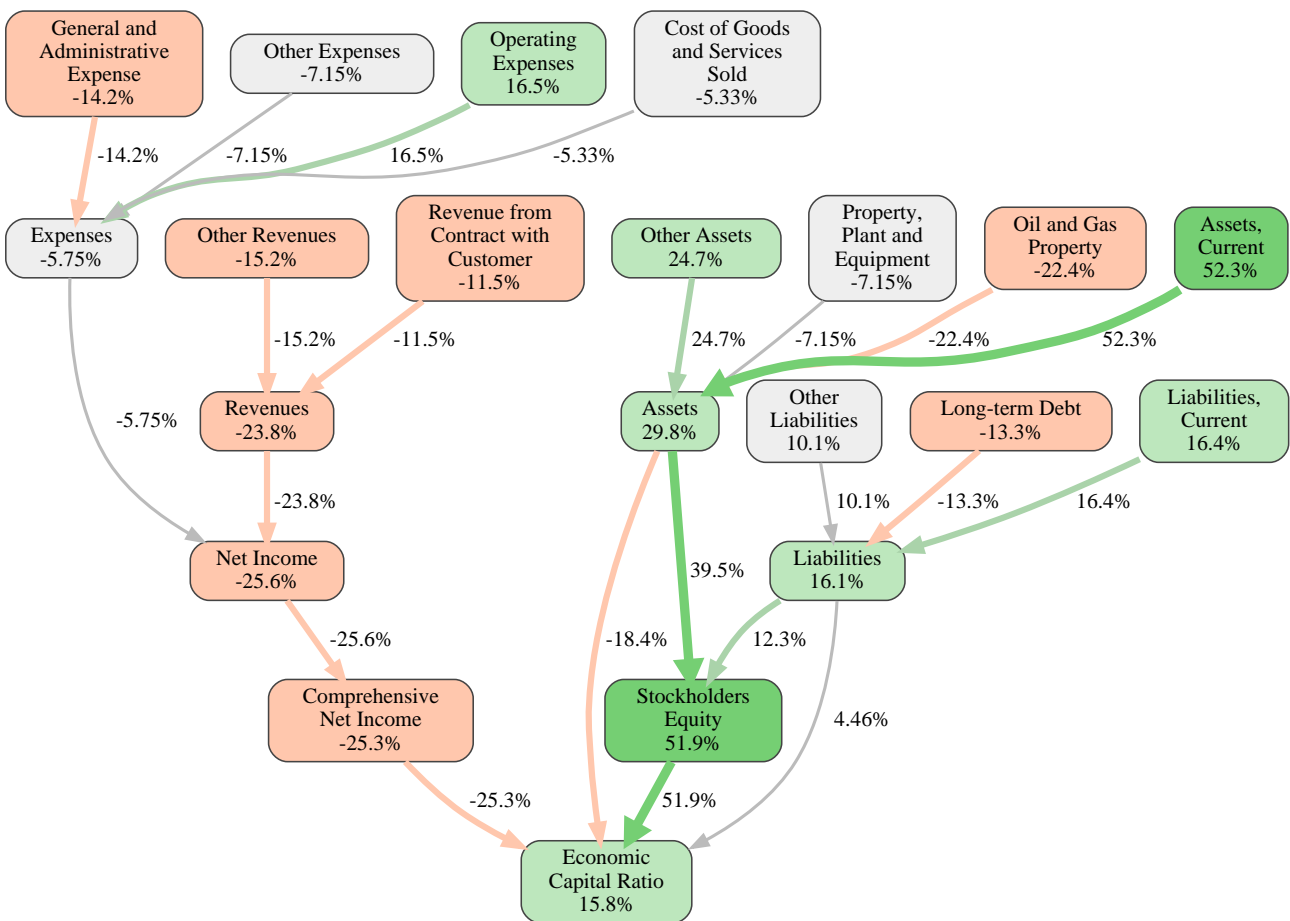 General and
Administrative
Expense
-14.2%
Other Expenses
-7.15%
Operating
Expenses
16.5%
Cost of Goods
and Services
Sold
-5.33%
-14.2%
-7.15%
16.5%
-5.33%
Expenses
-5.75%
Other Revenues
-15.2%
Revenue from
Contract with
Customer
-11.5%
Other Assets
24.7%
Property,
Plant and
Equipment
-7.15%
Oil and Gas
Property
-22.4%
Assets,
Current
52.3%
-15.2%
-11.5%
24.7%
-7.15%
-22.4%
52.3%
-5.75%
Revenues
-23.8%
Assets
29.8%
Other
Liabilities
10.1%
Long-term Debt
-13.3%
Liabilities,
Current
16.4%
-23.8%
10.1%
-13.3%
16.4%
Net Income
-25.6%
39.5%
Liabilities
16.1%
-25.6%
-18.4%
12.3%
Comprehensive
Net Income
-25.3%
Stockholders
Equity
51.9%
4.46%
-25.3%
51.9%
Economic
Capital Ratio
15.8%